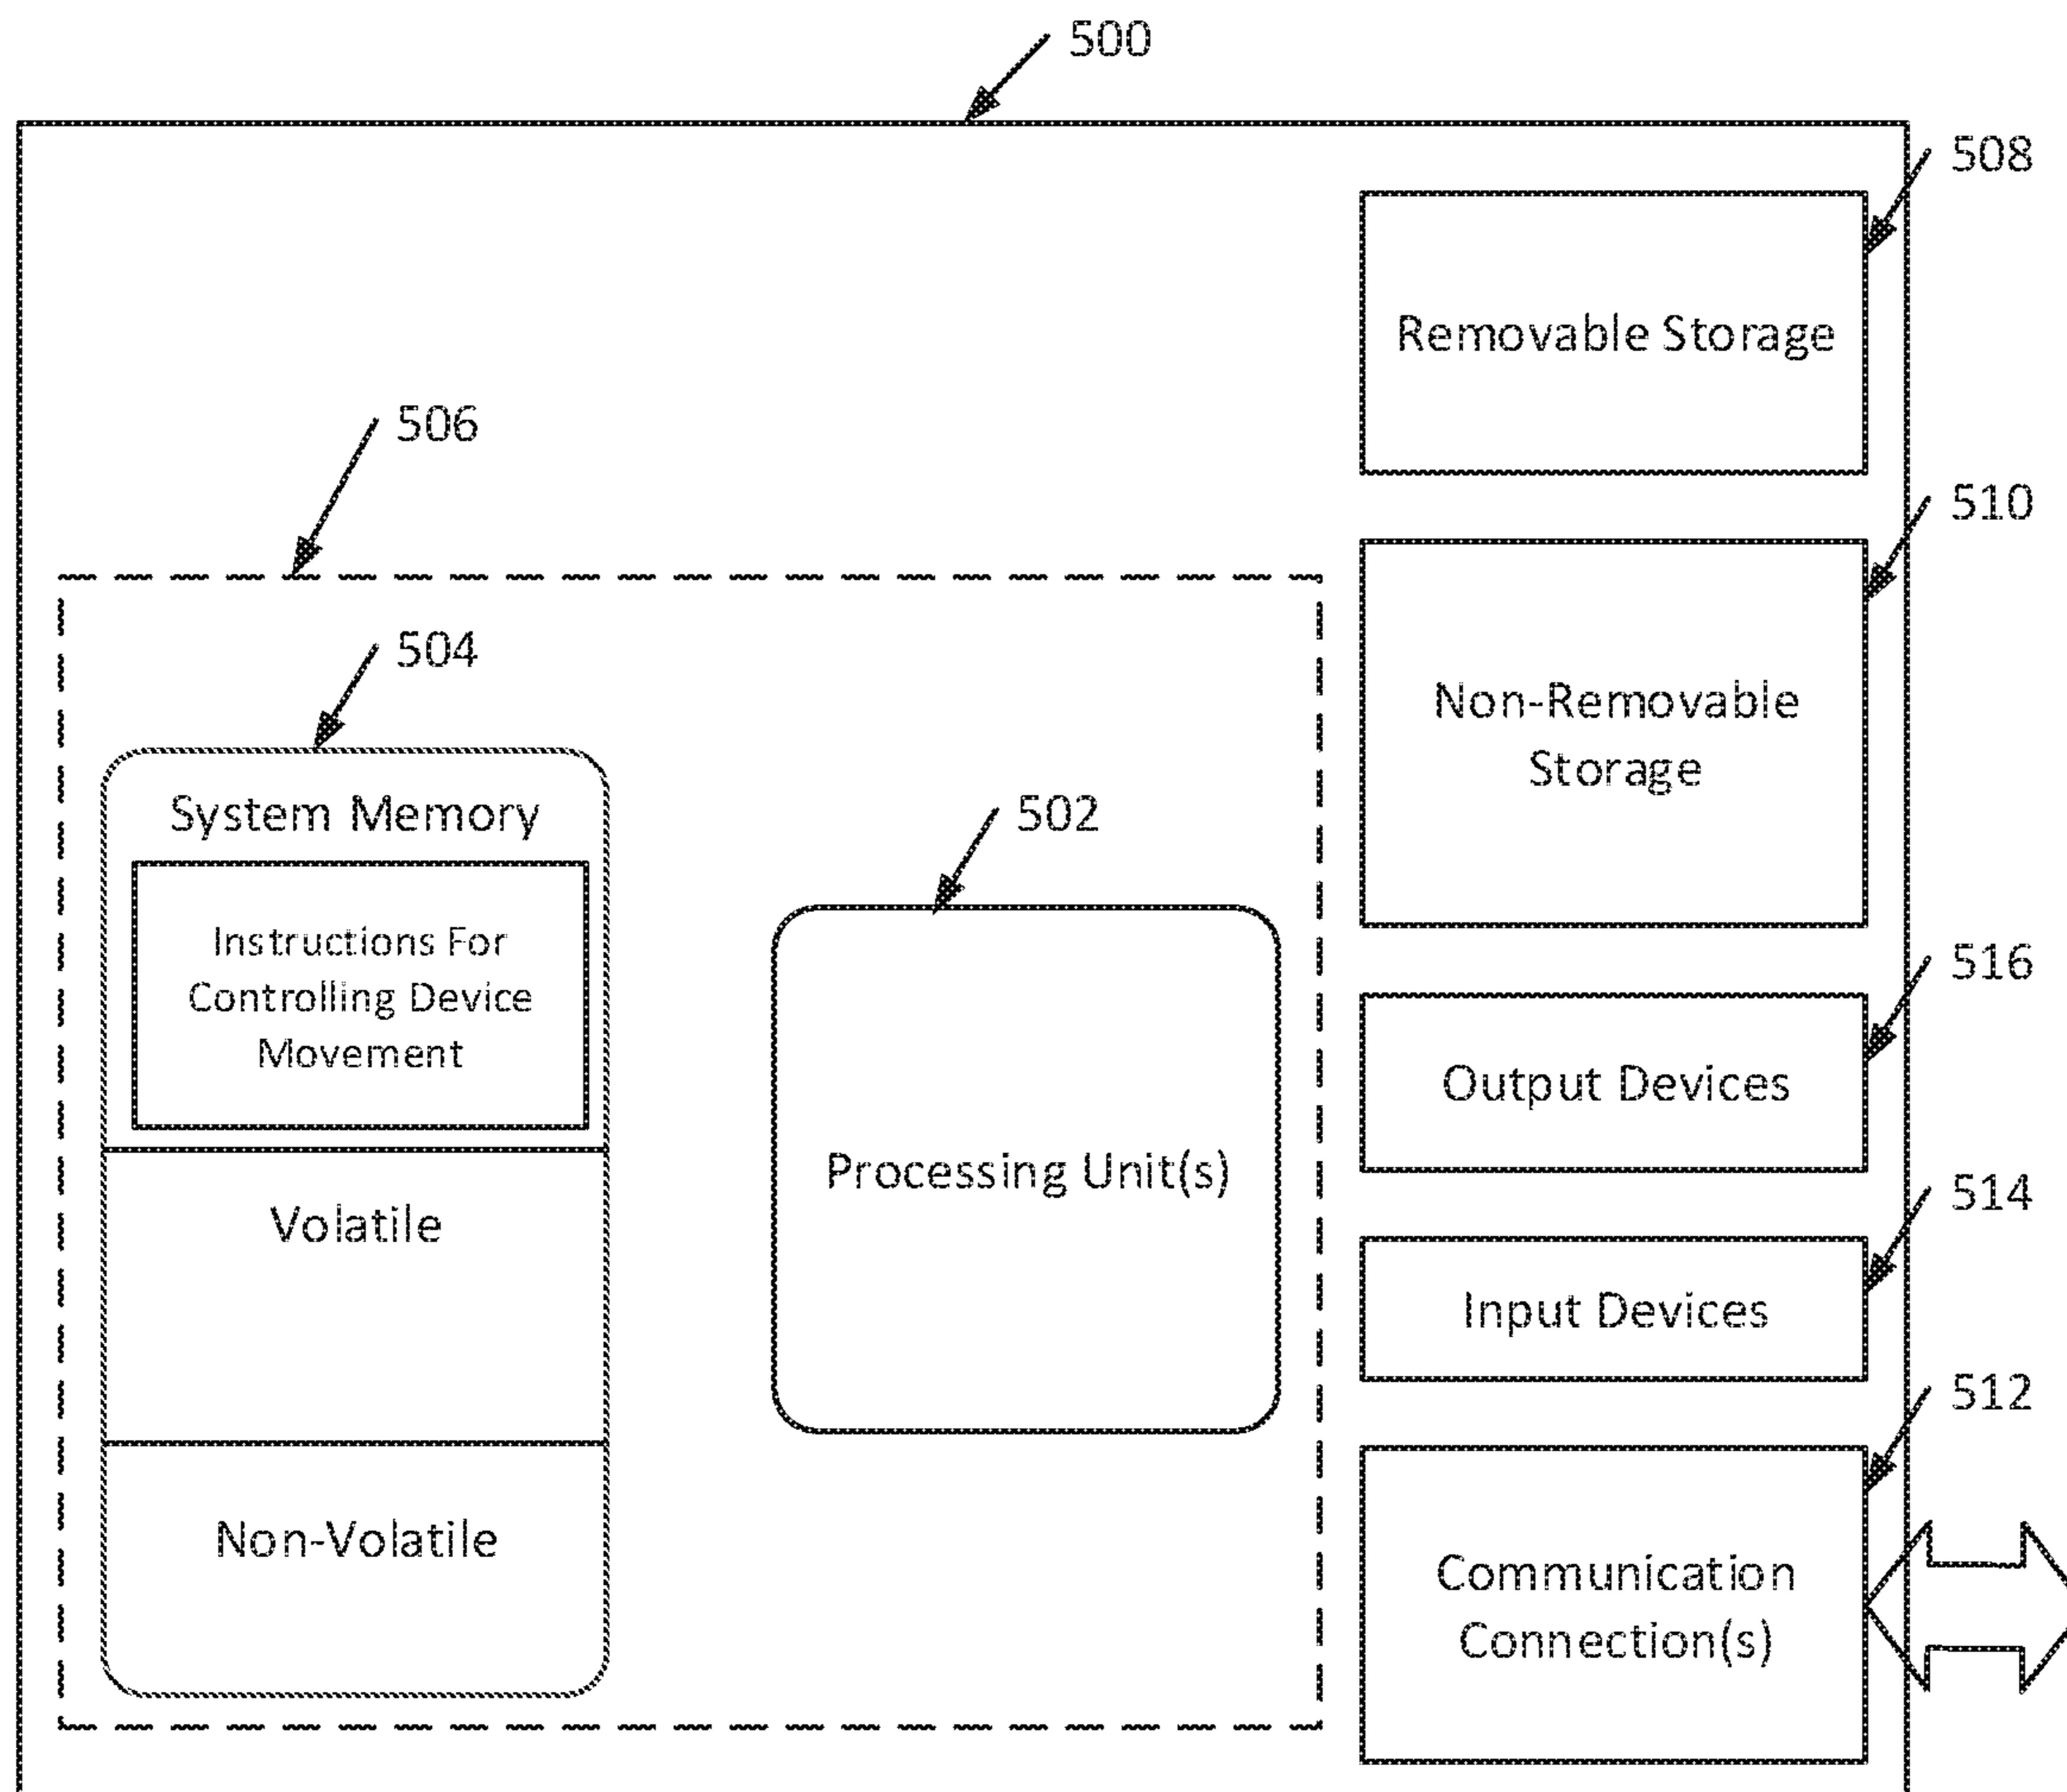 500
508
Removable Storage
506
510
Non-Removable
Storage
504
System Memory
502
Instructions For
Controlling Device
Movement
516
Output Devices
Processing Unit(s)
514
Volatile
Input Devices
512
Non-Volatile
Communication
Connection(s)